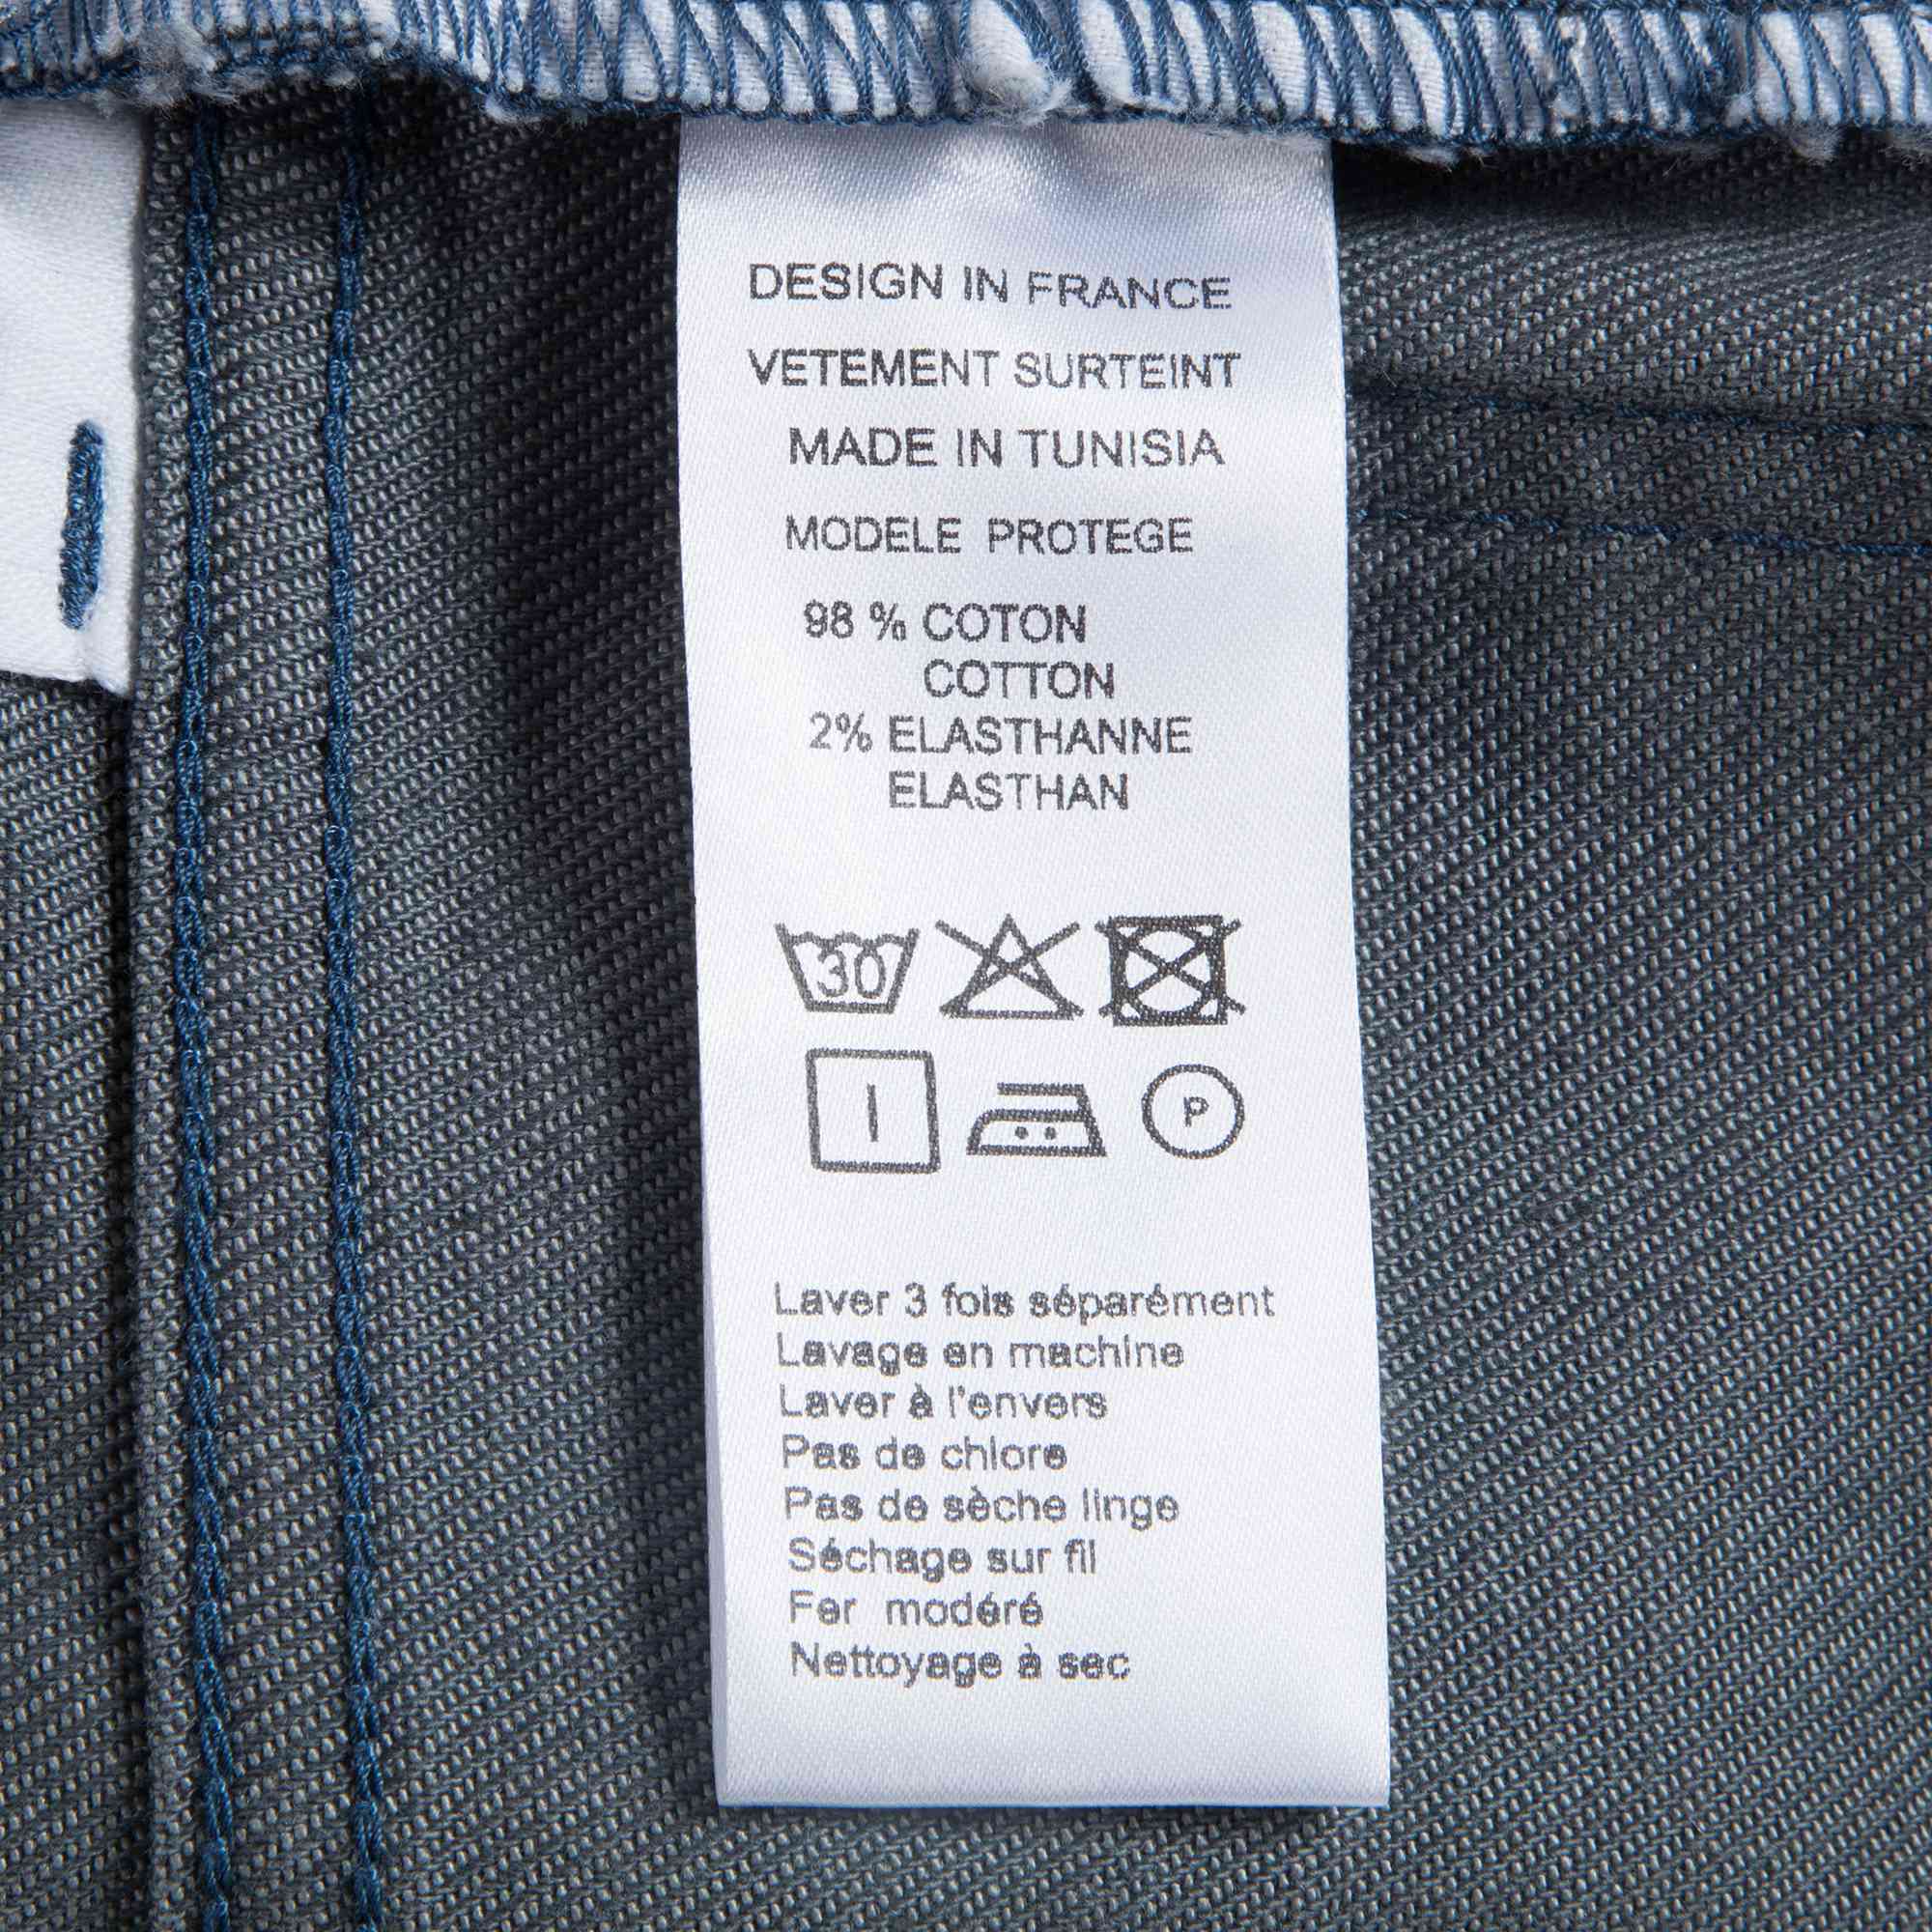 DESIGN IN FRANCE
VETEMENT SURTEINT
MADE IN TUNISIA
MODELE PROTEGE
98 % COTON
COTTON
2% ELASTHANNE
ELASTHAN
30
P
Laver 3 fois séparément
Lavage en machine
Laver à l'envers
Pas de chlore
Pas de sèche linge
Séchage sur fil
Fer modéré
Nettoyage à sec